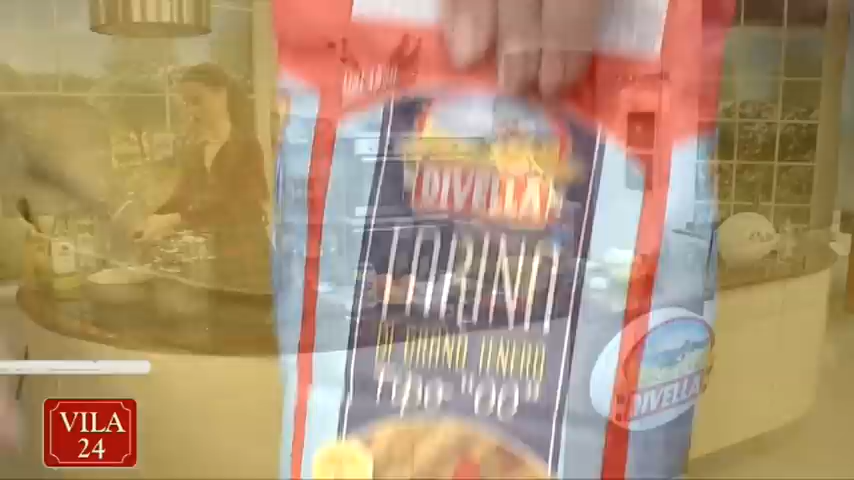 DIVELLA
FARINA
DI GRANO TENERO
Tipo "00"
DIVELLA
VILA
24